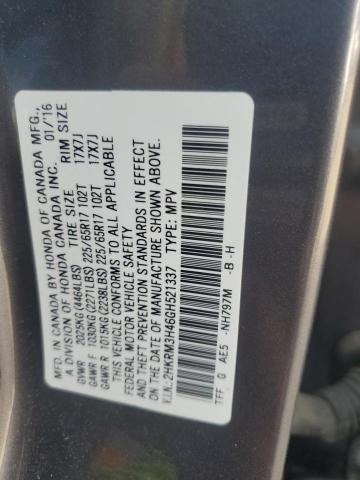 MADE IN CANADA BY HONDA OF CANADA MFG.,
A DIVISION OF HONDA CANADA INC. 01/'16
TIRE SIZE RIM SIZE
GVWR 2025KG (4464LBS)
GAWR F 1030KG (2271LBS) 225/65R17 102T 17X7J
GAWR R 1015KG (2238LBS) 225/65R17 102T 17X7J
THIS VEHICLE CONFORMS TO ALL APPLICABLE
FEDERAL MOTOR VEHICLE SAFETY AND
THEFT PREVENTION STANDARDS IN EFFECT
ON THE DATE OF MANUFACTURE SHOWN ABOVE.
V.I.N.: 2HKRM3H46GH521337 TYPE: MPV
TFF G AE5 -NH797M -B -H